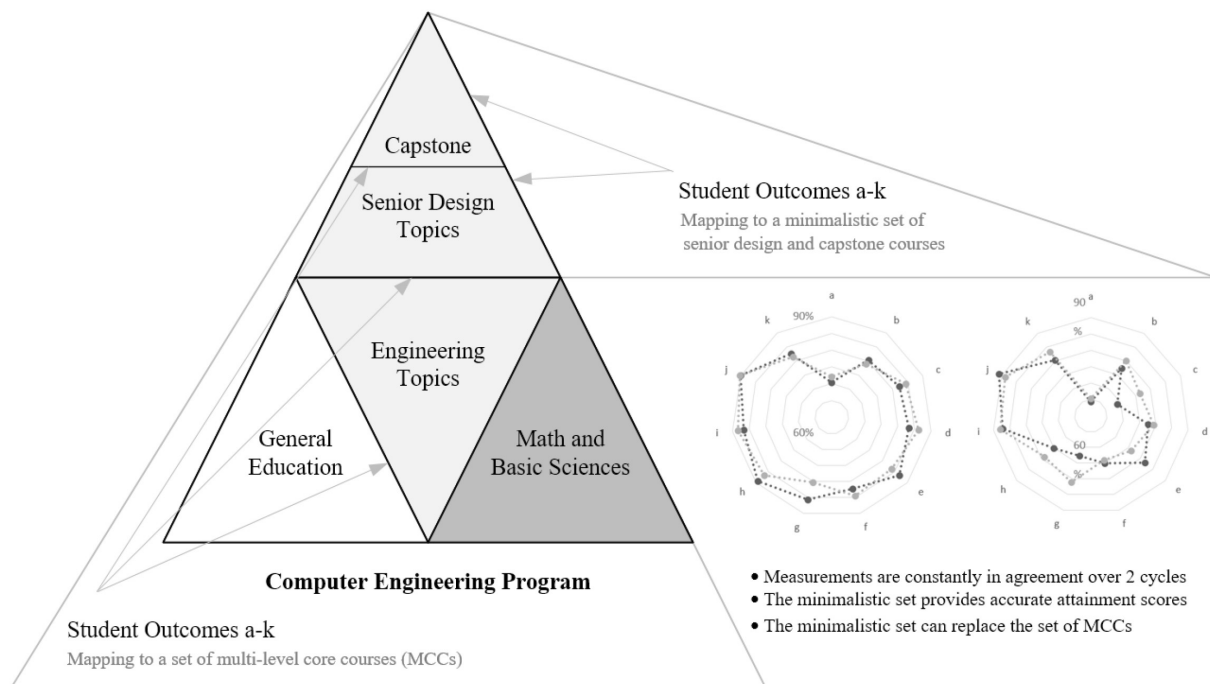 Capstone
Senior Design
Topics
Engineering
Topics
General
Education
Math and
Basic Sciences
Computer Engineering Program
Student Outcomes a-k
Mapping to a set of multi-level core courses (MCCs)
Student Outcomes a-k
Mapping to a minimalistic set of
senior design and capstone courses
a
90%
k
b
j
c
60%
i
d
h
e
g
f
90
a
%
k
b
j
c
i
d
60
%
h
e
g
f
• Measurements are constantly in agreement over 2 cycles
• The minimalistic set provides accurate attainment scores
• The minimalistic set can replace the set of MCCs